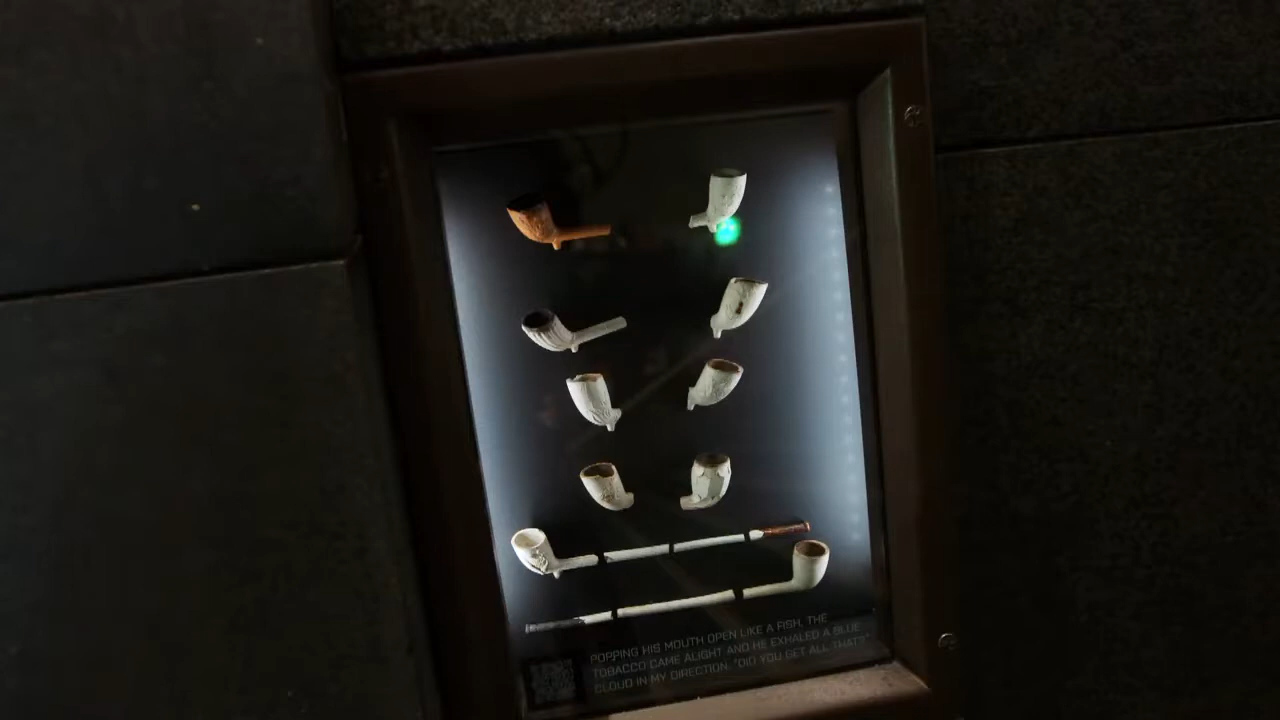 POPPING HIS MOUTH OPEN LIKE A FISH, THE
TOBACCO CAME ALIGHT AND HE EXHALED A BLUE
CLOUD IN MY DIRECTION. "DID YOU GET ALL THAT?"